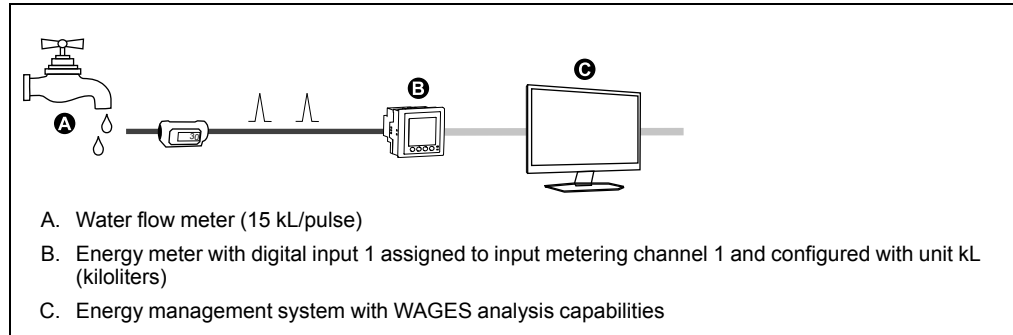 C
B
A
30
A. Water flow meter (15 kL/pulse)
B. Energy meter with digital input 1 assigned to input metering channel 1 and configured with unit kL
(kiloliters)
C. Energy management system with WAGES analysis capabilities